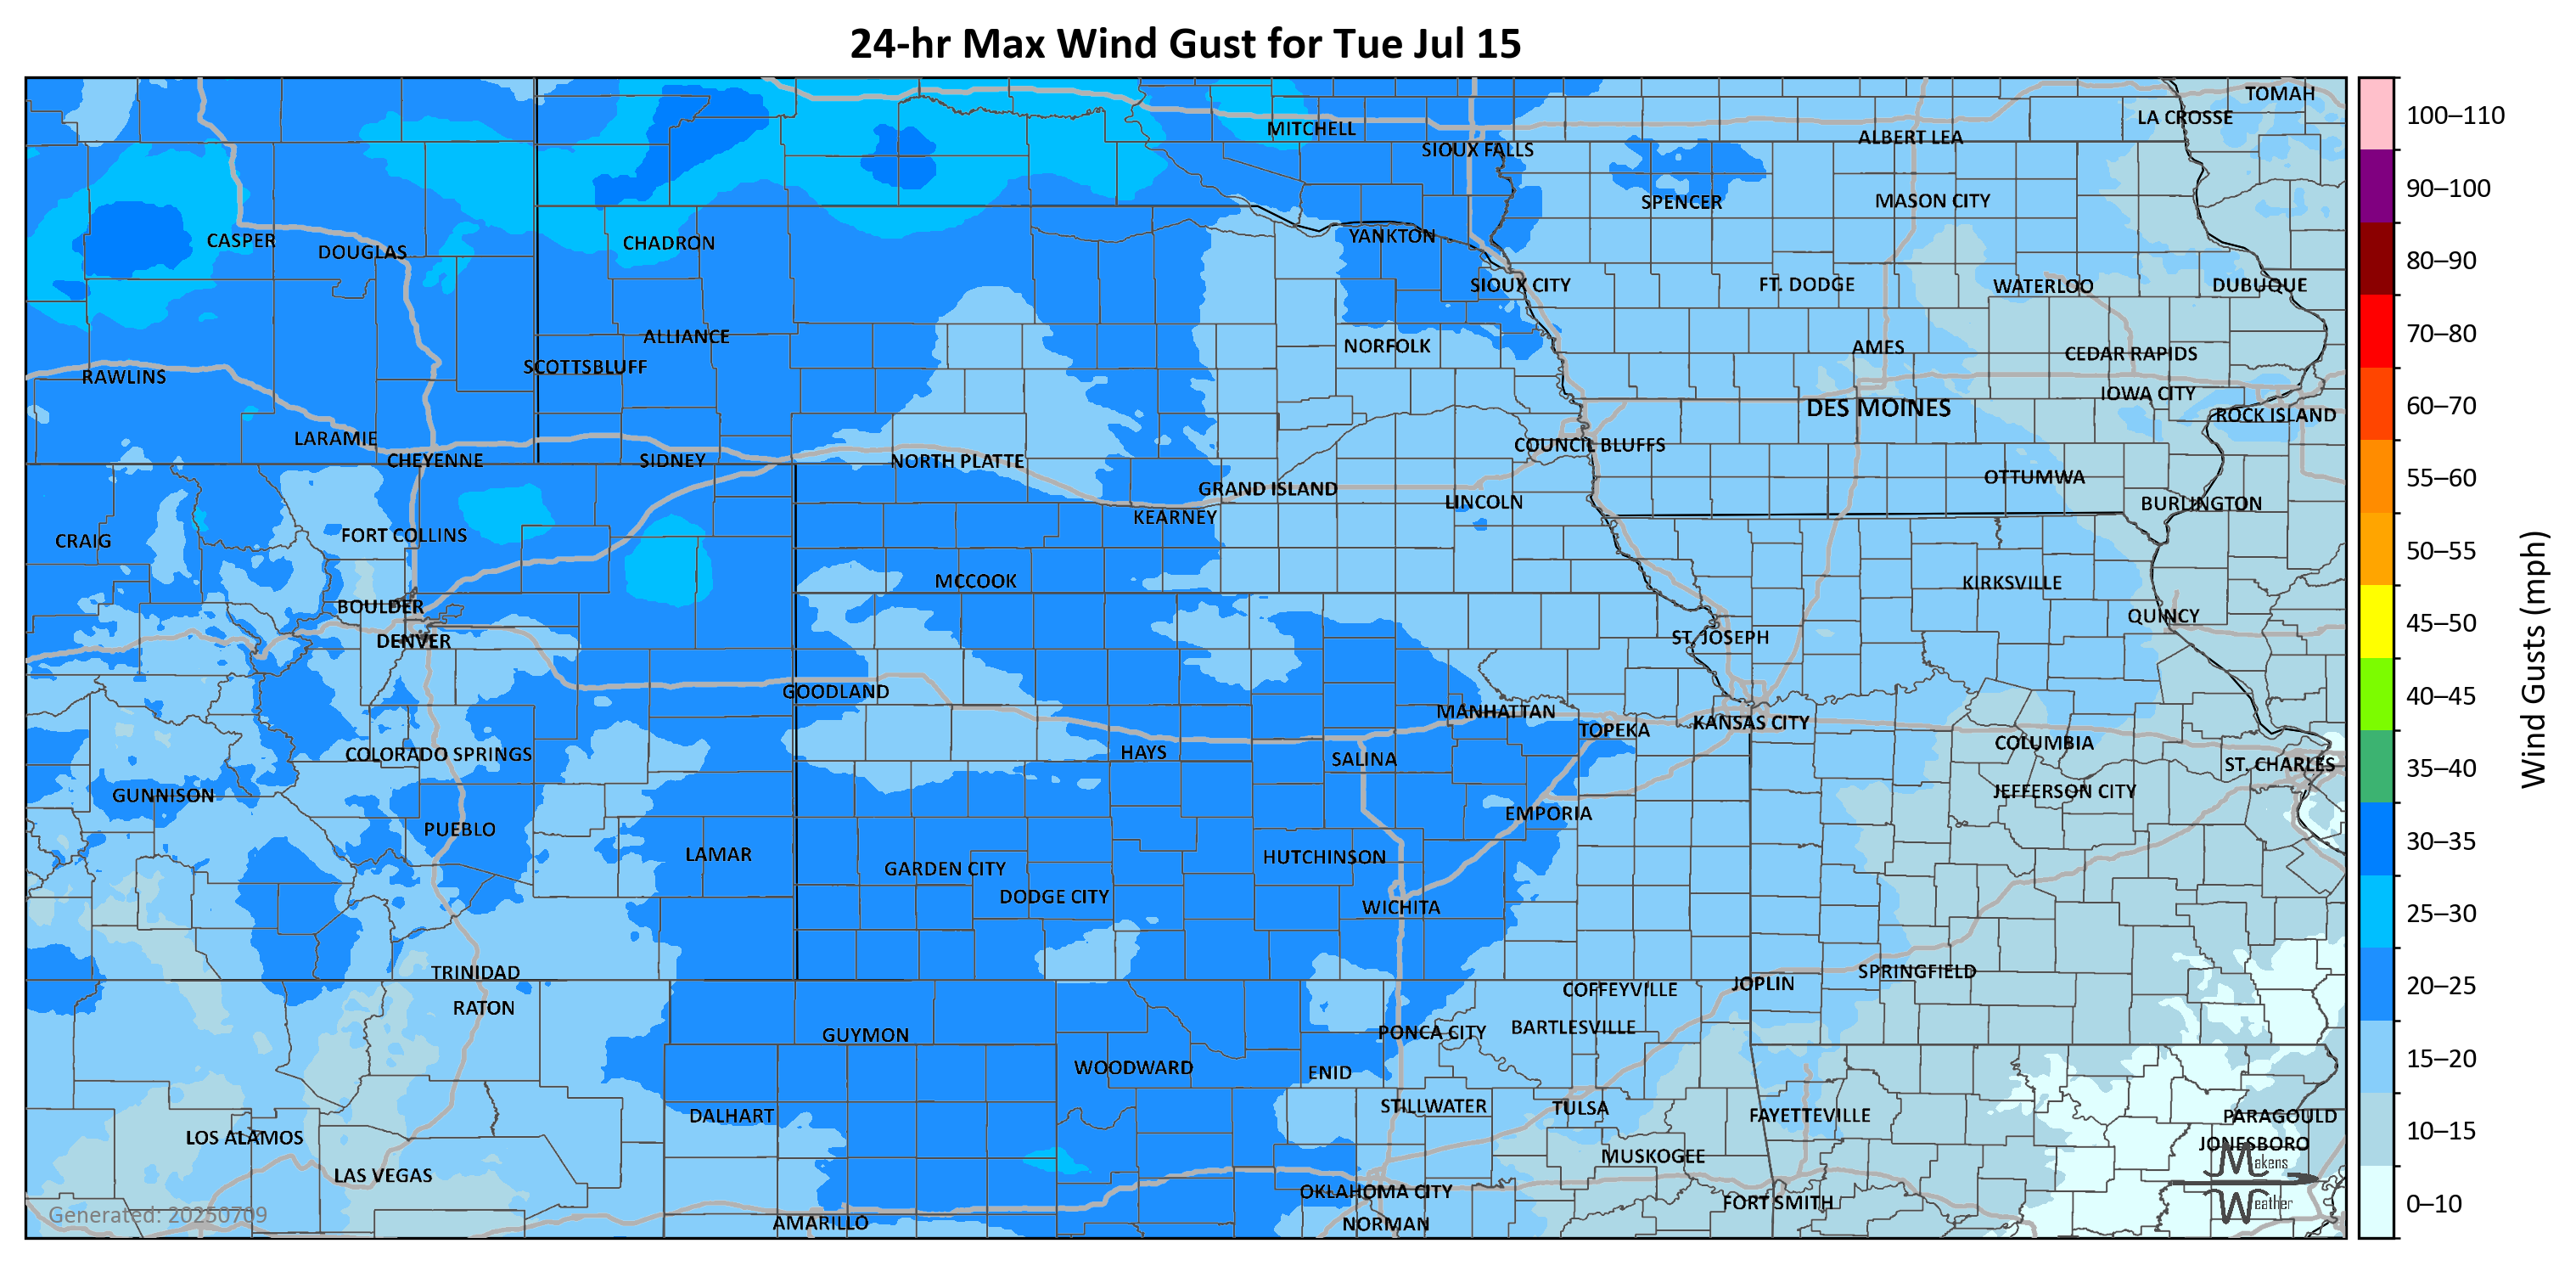 24-hr Max Wind Gust for Tue Jul 15
TOMAH
LA CROSSE
MITCHELL
ALBERT LEA
SIOUX FALLS
SPENCER
MASON CITY
CASPER
DOUGLAS
CHADRON
YANKTON
SIOUX CITY
FT. DODGE
WATERLOO
DUBUQUE
ALLIANCE
NORFOLK
AMES
CEDAR RAPIDS
SCOTTSBLUFF
RAWLINS
IOWA CITY
DES MOINES
ROCK ISLAND
LARAMIE
COUNCIL BLUFFS
CHEYENNE
SIDNEY
NORTH PLATTE
OTTUMWA
GRAND ISLAND
LINCOLN
BURLINGTON
KEARNEY
FORT COLLINS
CRAIG
MCCOOK
KIRKSVILLE
BOULDER
QUINCY
DENVER
ST. JOSEPH
GOODLAND
MANHATTAN
KANSAS CITY
TOPEKA
COLUMBIA
COLORADO SPRINGS
HAYS
SALINA
ST. CHARLES
JEFFERSON CITY
GUNNISON
EMPORIA
PUEBLO
LAMAR
HUTCHINSON
GARDEN CITY
DODGE CITY
WICHITA
TRINIDAD
SPRINGFIELD
JOPLIN
COFFEYVILLE
RATON
BARTLESVILLE
PONCA CITY
GUYMON
WOODWARD
ENID
STILLWATER
TULSA
DALHART
FAYETTEVILLE
PARAGOULD
LOS ALAMOS
JONESBORO
MUSKOGEE
LAS VEGAS
OKLAHOMA CITY
FORT SMITH
AMARILLO
NORMAN
Generated: 20250709
Makens
Weather
100–110
90–100
80–90
70–80
60–70
55–60
50–55
45–50
40–45
35–40
30–35
25–30
20–25
15–20
10–15
0–10
Wind Gusts (mph)